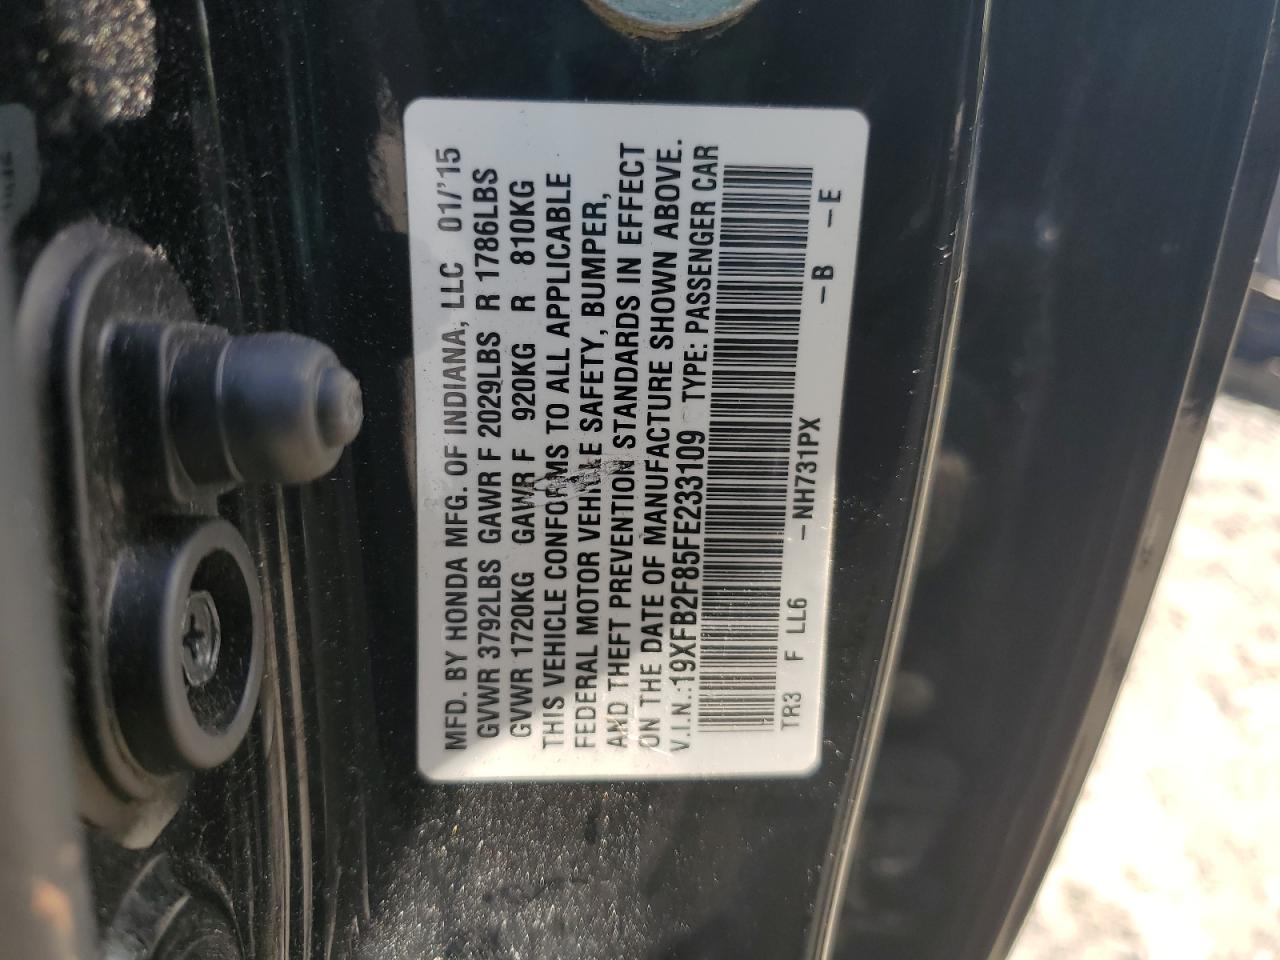 MFD. BY HONDA MFG. OF INDIANA, LLC 01/'15
GVWR 3792LBS GAWR F 2029LBS R 1786LBS
GVWR 1720KG GAWR F 920KG R 810KG
THIS VEHICLE CONFORMS TO ALL APPLICABLE
FEDERAL MOTOR VEHICLE SAFETY, BUMPER,
AND THEFT PREVENTION STANDARDS IN EFFECT
ON THE DATE OF MANUFACTURE SHOWN ABOVE.
V.I.N.:19XFB2F85FE233109 TYPE: PASSENGER CAR
TR3 F LL6 -NH731PX -B -E